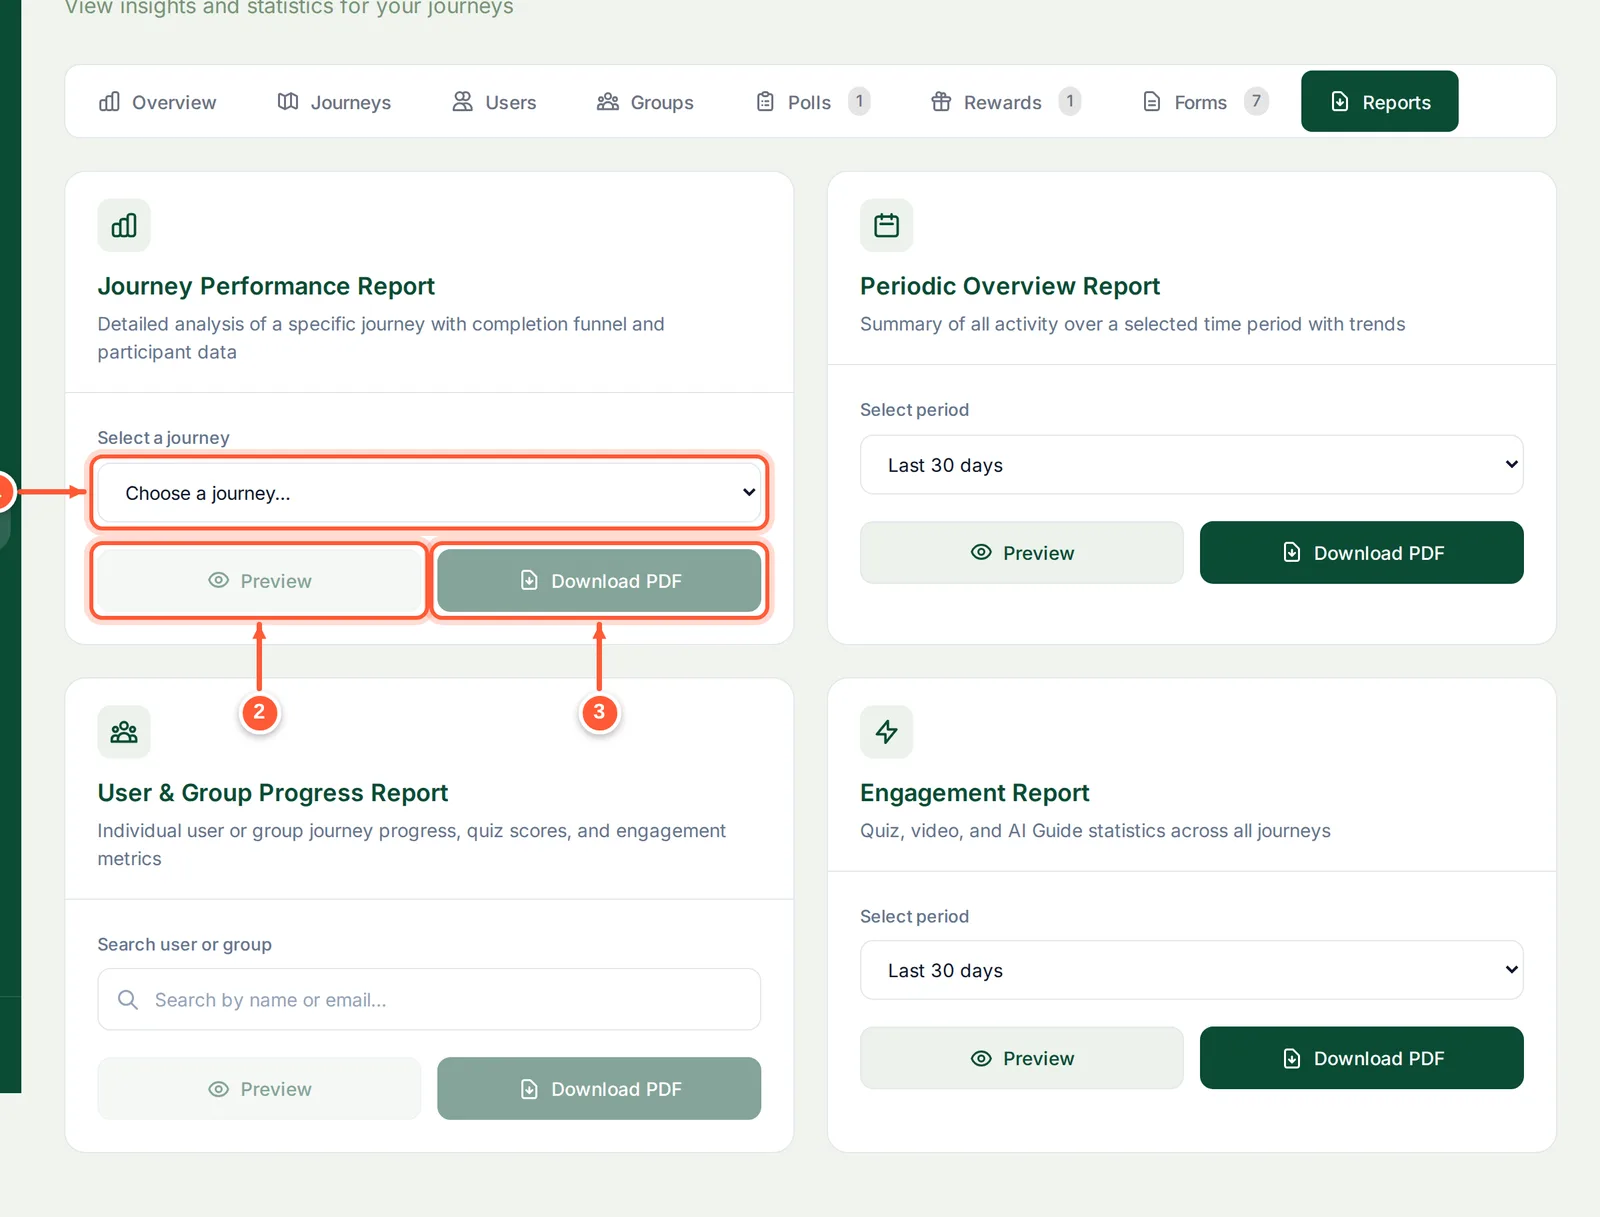 View insights and statistics for your journeys
Overview
Journeys
Users
Groups
Polls 1
Rewards 1
Forms 7
Reports
Journey Performance Report
Detailed analysis of a specific journey with completion funnel and
participant data
Select a journey
Choose a journey...
Preview
Download PDF
2
3
Periodic Overview Report
Summary of all activity over a selected time period with trends
Select period
Last 30 days
Preview
Download PDF
User & Group Progress Report
Individual user or group journey progress, quiz scores, and engagement
metrics
Search user or group
Search by name or email...
Preview
Download PDF
Engagement Report
Quiz, video, and AI Guide statistics across all journeys
Select period
Last 30 days
Preview
Download PDF